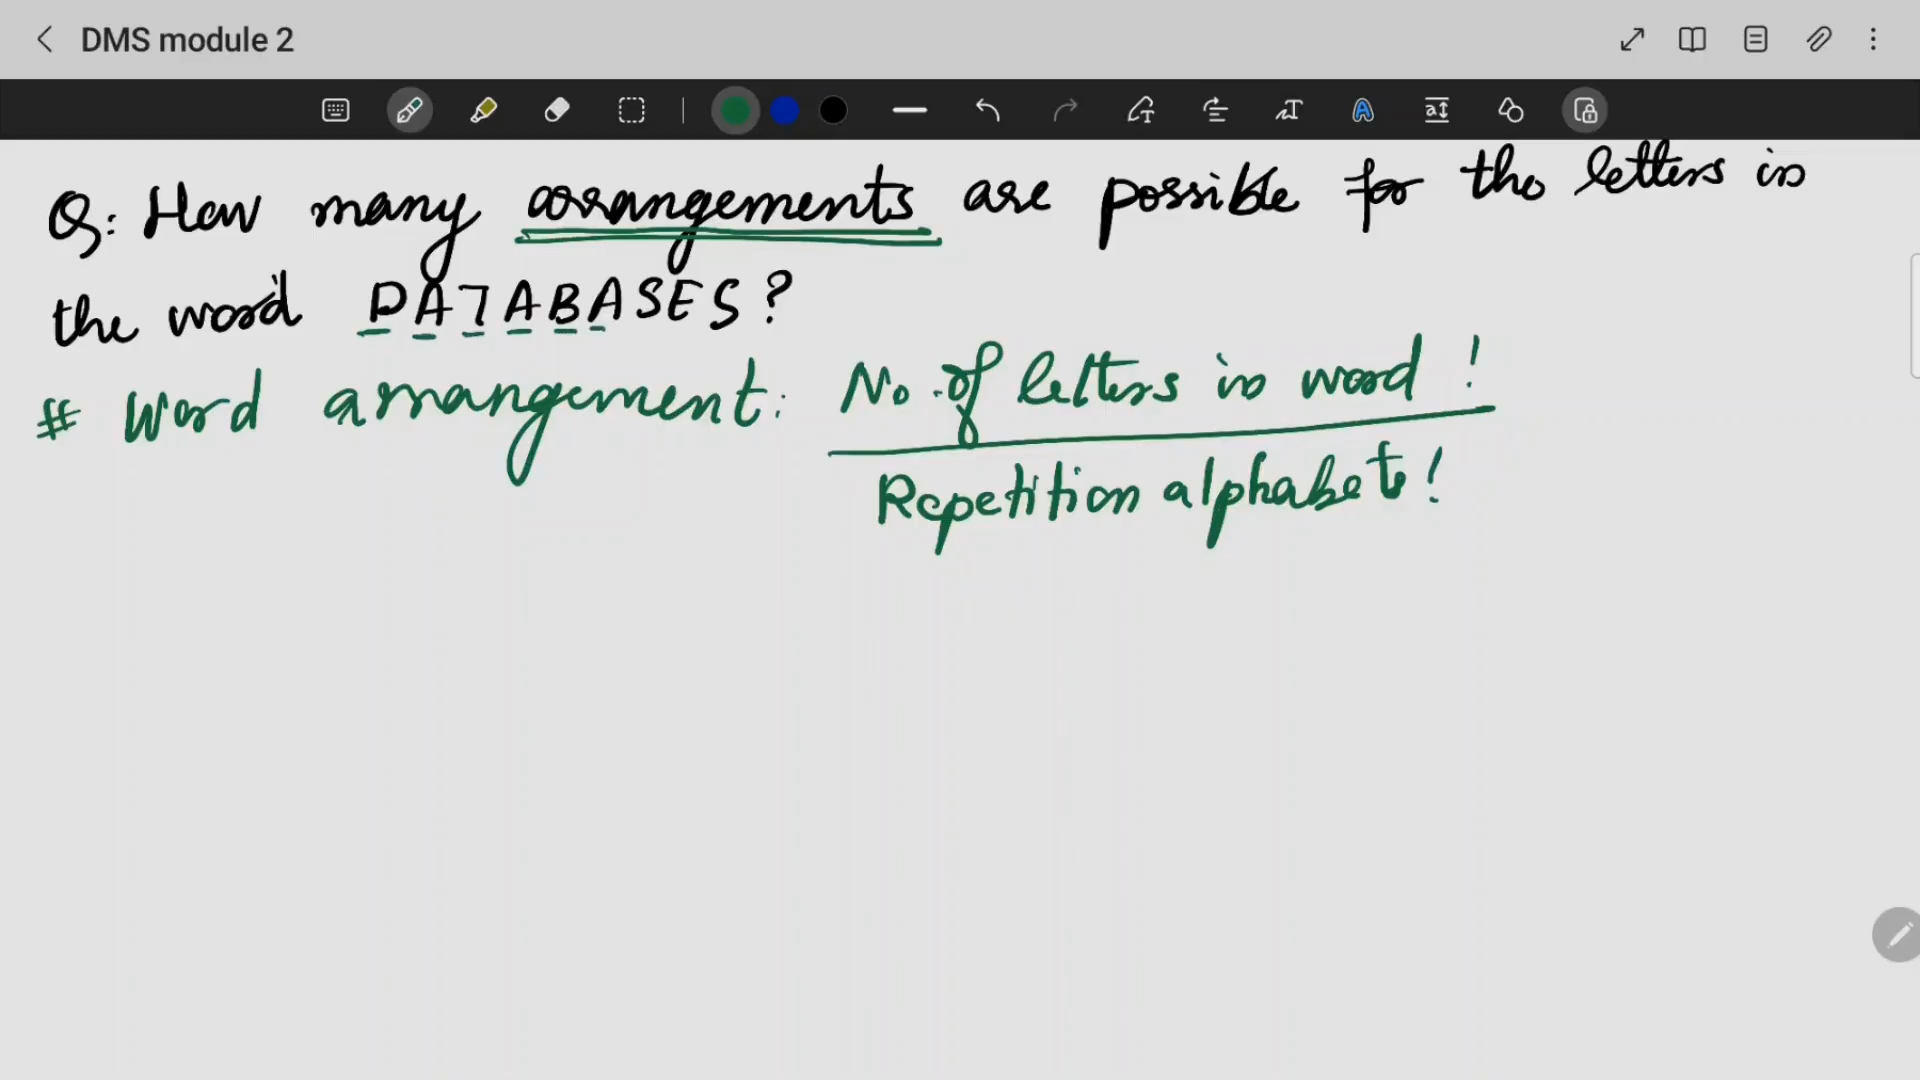 DMS module 2
Q: How many arrangements are possible for the letters in
the word DATABASES?
# Word arrangement: No. of letters in word !
Repetition alphabets!